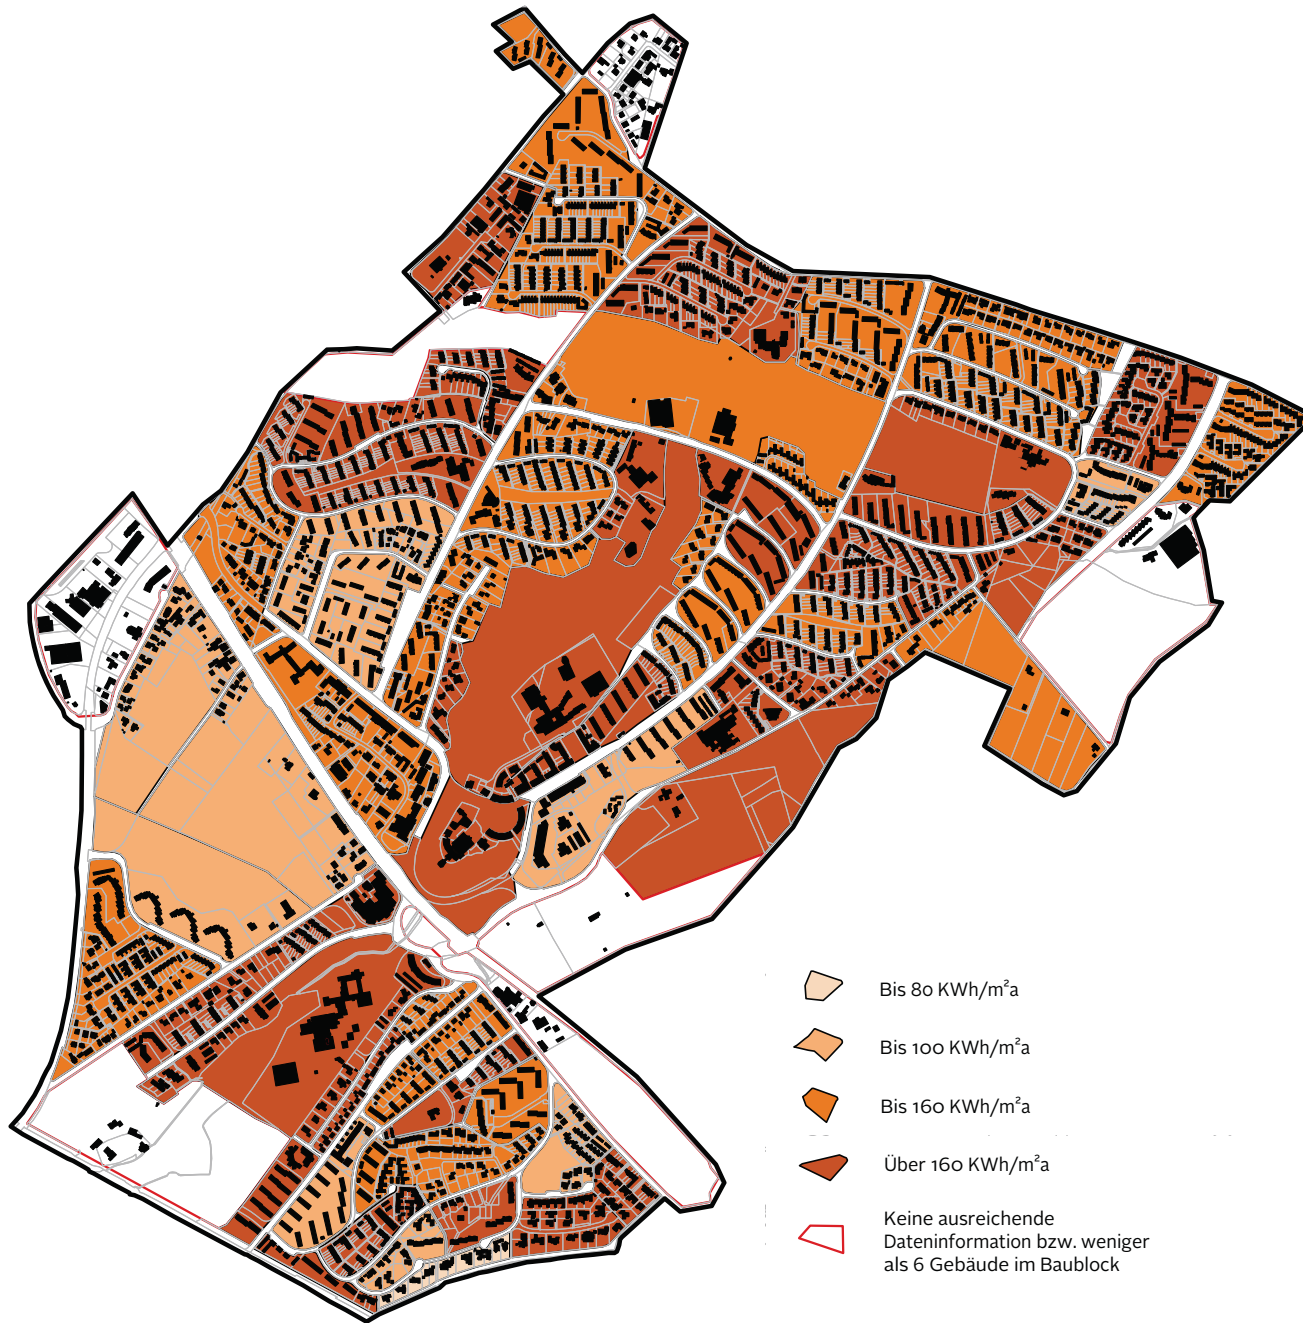 Bis 80 KWh/m²a
Bis 100 KWh/m²a
Bis 160 KWh/m²a
Über 160 KWh/m²a
Keine ausreichende
Dateninformation bzw. weniger
als 6 Gebäude im Baublock